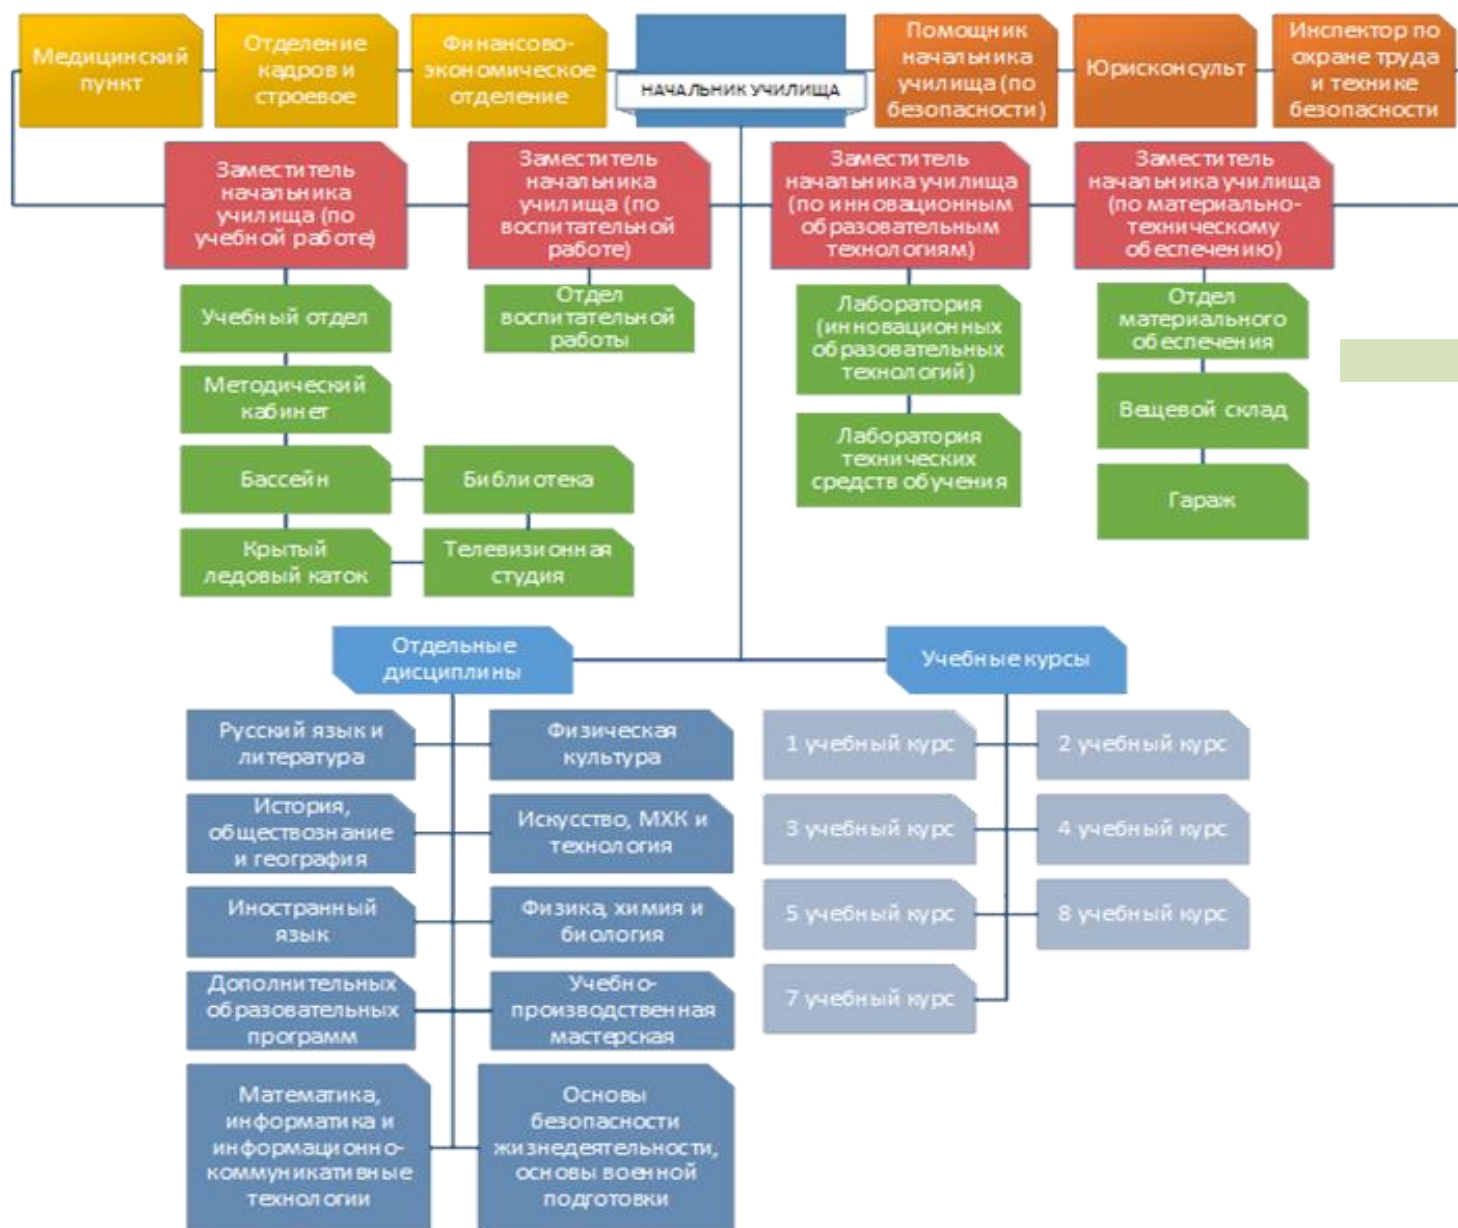 Медицинский
пункт
Отделение
кадров и
строевое
Финансово-
экономическое
отделение
НАЧАЛЬНИК УЧИЛИЩА
Помощник
начальника
училища (по
безопасности)
Юрисконсульт
Инспектор по
охране труда
и технике
безопасности
Заместитель
начальника
училища (по
учебной работе)
Заместитель
начальника
училища (по
воспитательной
работе)
Заместитель
начальника училища
(по инновационным
образовательным
технологиям)
Заместитель
начальника училища
(по материально-
техническому
обеспечению)
Учебный отдел
Методический
кабинет
Бассейн
Библиотека
Крытый
ледовый каток
Телевизионная
студия
Отдел
воспитательной
работы
Лаборатория
(инновационных
образовательных
технологий)
Лаборатория
технических
средств обучения
Отдел
материального
обеспечения
Вещевой склад
Гараж
Отдельные
дисциплины
Русский язык и
литература
Физическая
культура
История,
обществознание
и география
Искусство, МХК и
технология
Иностранный
язык
Физика, химия и
биология
Дополнительных
образовательных
программ
Учебно-
производственная
мастерская
Математика,
информатика и
информационно-
коммуникативные
технологии
Основы
безопасности
жизнедеятельности,
основы военной
подготовки
Учебные курсы
1 учебный курс
2 учебный курс
3 учебный курс
4 учебный курс
5 учебный курс
8 учебный курс
7 учебный курс